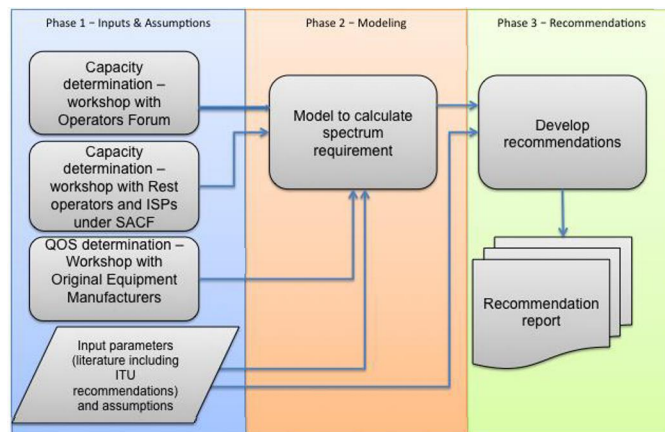 Phase 1 – Inputs & Assumptions
Phase 2 – Modeling
Phase 3 – Recommendations
Capacity
determination –
workshop with
Operators Forum
Capacity
determination –
workshop with Rest
operators and ISPs
under SACF
QOS determination –
Workshop with
Original Equipment
Manufacturers
Input parameters
(literature including
ITU
recommendations)
and assumptions
Model to calculate
spectrum
requirement
Develop
recommendations
Recommendation
report